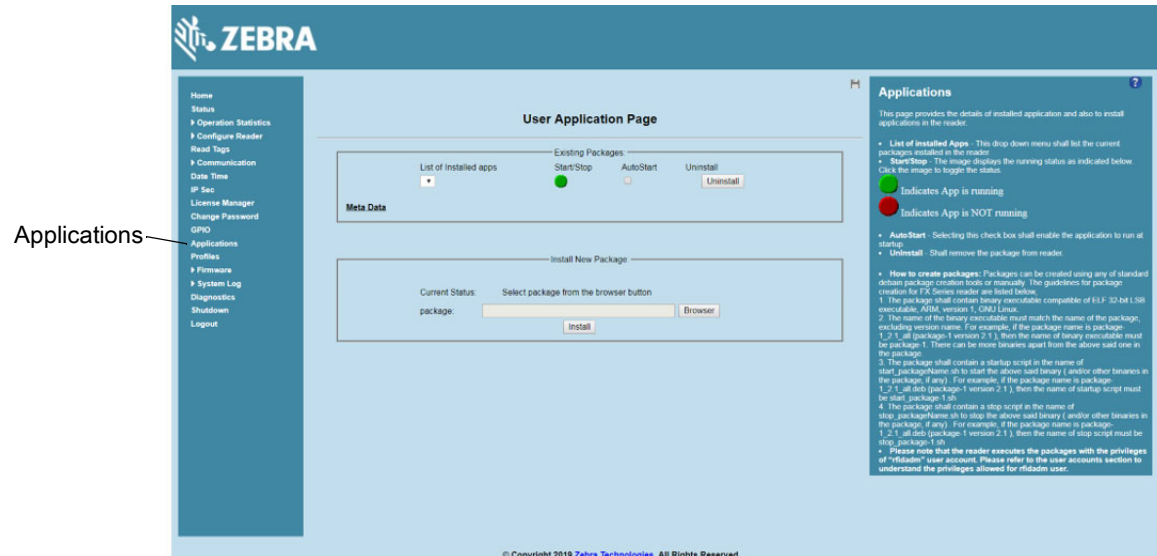 ZEBRA
Applications
Home
Status
Operation Statistics
Configure Reader
Read Tags
Communication
Date Time
IP Sec
License Manager
Change Password
GPIO
Applications
Profiles
Firmware
System Log
Diagnostics
Shutdown
Logout
User Application Page
Existing Packages.
List of Installed apps Start/Stop AutoStart Uninstall
Uninstall
Meta Data
Install New Package
Current Status: Select package from the browser button
package: Browser
Install
Applications
?
This page provides the details of installed application and also to install
applications in the reader.
• List of installed Apps - This drop down menu shall list the current
packages installed in the reader
• Start/Stop - The image displays the running status as indicated below.
Click the image to toggle the status.
Indicates App is running
Indicates App is NOT running
• AutoStart - Selecting this check box shall enable the application to run at
startup
• UnInstall - Shall remove the package from reader.
• How to create packages: Packages can be created using any of standard
debain package creation tools or manually. The guidelines for package
creation for FX Series reader are listed below,
1. The package shall contain binary executable compatible of ELF 32-bit LSB
executable, ARM, version 1, GNU Linux.
2. The name of the binary executable must match the name of the package,
excluding version name. For example, if the package name is package-
1_2.1_all (package-1 version 2.1 ), then the name of binary executable must
be package-1. There can be more binaries apart from the above said one in
the package.
3. The package shall contain a startup script in the name of
start_packageName.sh to start the above said binary ( and/or other binaries in
the package, if any) . For example, if the package name is package-
1_2.1_all.deb (package-1 version 2.1 ), then the name of startup script must
be start_package-1.sh
4. The package shall contain a stop script in the name of
stop_packageName.sh to stop the above said binary ( and/or other binaries in
the package, if any) . For example, if the package name is package-
1_2.1_all.deb (package-1 version 2.1 ), then the name of stop script must be
stop_package-1.sh
• Please note that the reader executes the packages with the privileges
of "rfidadm" user account. Please refer to the user accounts section to
understand the privileges allowed for rfidadm user.
© Copyright 2019 Zebra Technologies. All Rights Reserved